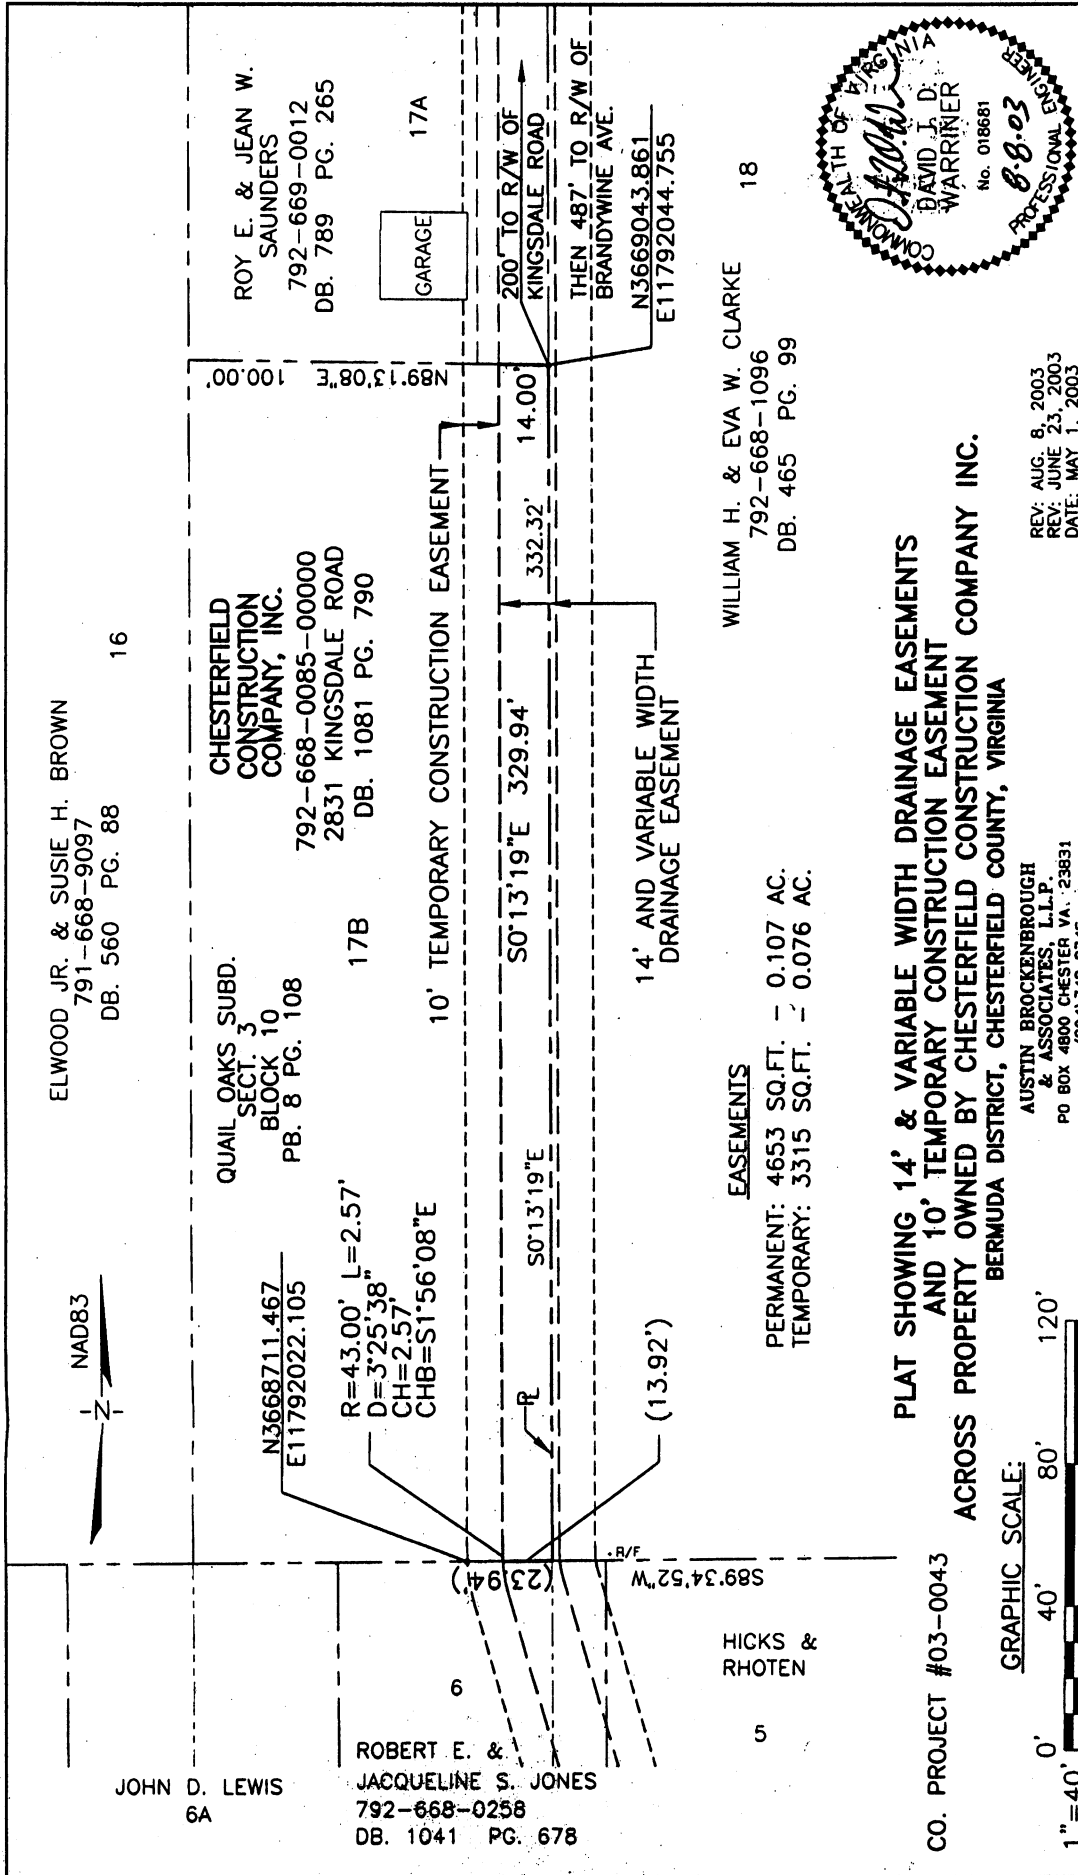 ELWOOD JR. & SUSIE H. BROWN
791-668-9097
DB. 560 PG. 88
16
NAD83
-N-
ROY E. & JEAN W.
SAUNDERS
792-669-0012
DB. 789 PG. 265
17A
GARAGE
100.00'
N89°13'08"E
CHESTERFIELD
CONSTRUCTION
COMPANY, INC.
792-668-0085-00000
2831 KINGSDALE ROAD
DB. 1081 PG. 790
QUAIL OAKS SUBD.
SECT. 3
BLOCK 10
PB. 8 PG. 108
17B
N3668711.467
E11792022.105
R=43.00' L=2.57'
D=3°25'38"
CH=2.57'
CHB=S1°56'08"E
10' TEMPORARY CONSTRUCTION EASEMENT
S0°13'19"E 329.94'
14.00'
332.32'
S0°13'19"E
PL
200' TO R/W OF
KINGSDALE ROAD
THEN 487' TO R/W OF
BRANDYWINE AVE.
N3669043.861
E11792044.755
(23.94')
(13.92')
R/F
S89°34'52"W
14' AND VARIABLE WIDTH
DRAINAGE EASEMENT
JOHN D. LEWIS
6A
6
ROBERT E. &
JACQUELINE S. JONES
792-668-0258
DB. 1041 PG. 678
HICKS &
RHOTEN
5
WILLIAM H. & EVA W. CLARKE
792-668-1096
DB. 465 PG. 99
18
EASEMENTS
PERMANENT: 4653 SQ.FT. = 0.107 AC.
TEMPORARY: 3315 SQ.FT. = 0.076 AC.
COMMONWEALTH OF VIRGINIA
DAVID J. D.
WARRINER
No. 018681
8-8-03
PROFESSIONAL ENGINEER
PLAT SHOWING 14' & VARIABLE WIDTH DRAINAGE EASEMENTS
AND 10' TEMPORARY CONSTRUCTION EASEMENT
ACROSS PROPERTY OWNED BY CHESTERFIELD CONSTRUCTION COMPANY INC.
BERMUDA DISTRICT, CHESTERFIELD COUNTY, VIRGINIA
CO. PROJECT #03-0043
AUSTIN BROCKENBROUGH
& ASSOCIATES, L.L.P.
PO BOX 4800 CHESTER VA. 23831
REV: AUG. 8, 2003
REV: JUNE 23, 2003
DATE: MAY 1, 2003
GRAPHIC SCALE:
0' 40' 80' 120'
1"=40'